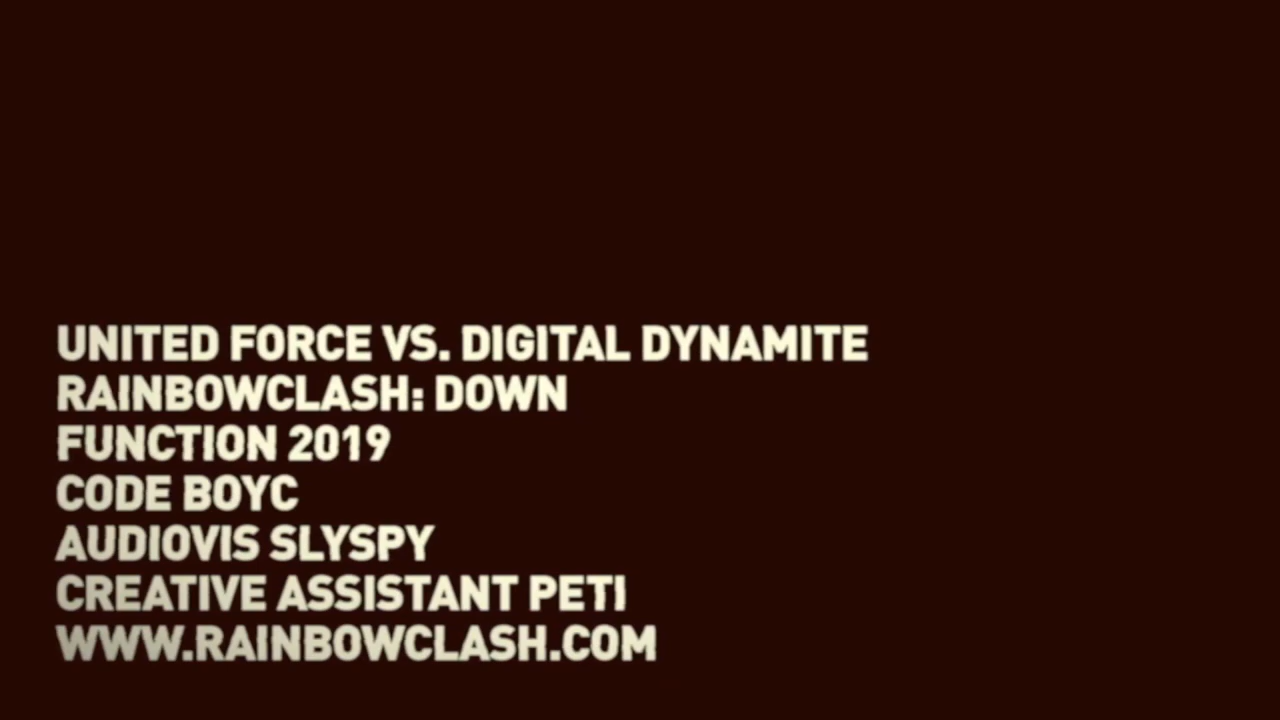 UNITED FORCE VS. DIGITAL DYNAMITE
RAINBOWCLASH: DOWN
FUNCTION 2019
CODE BOYC
AUDIOVIS SLYSPY
CREATIVE ASSISTANT PETI
WWW.RAINBOWCLASH.COM